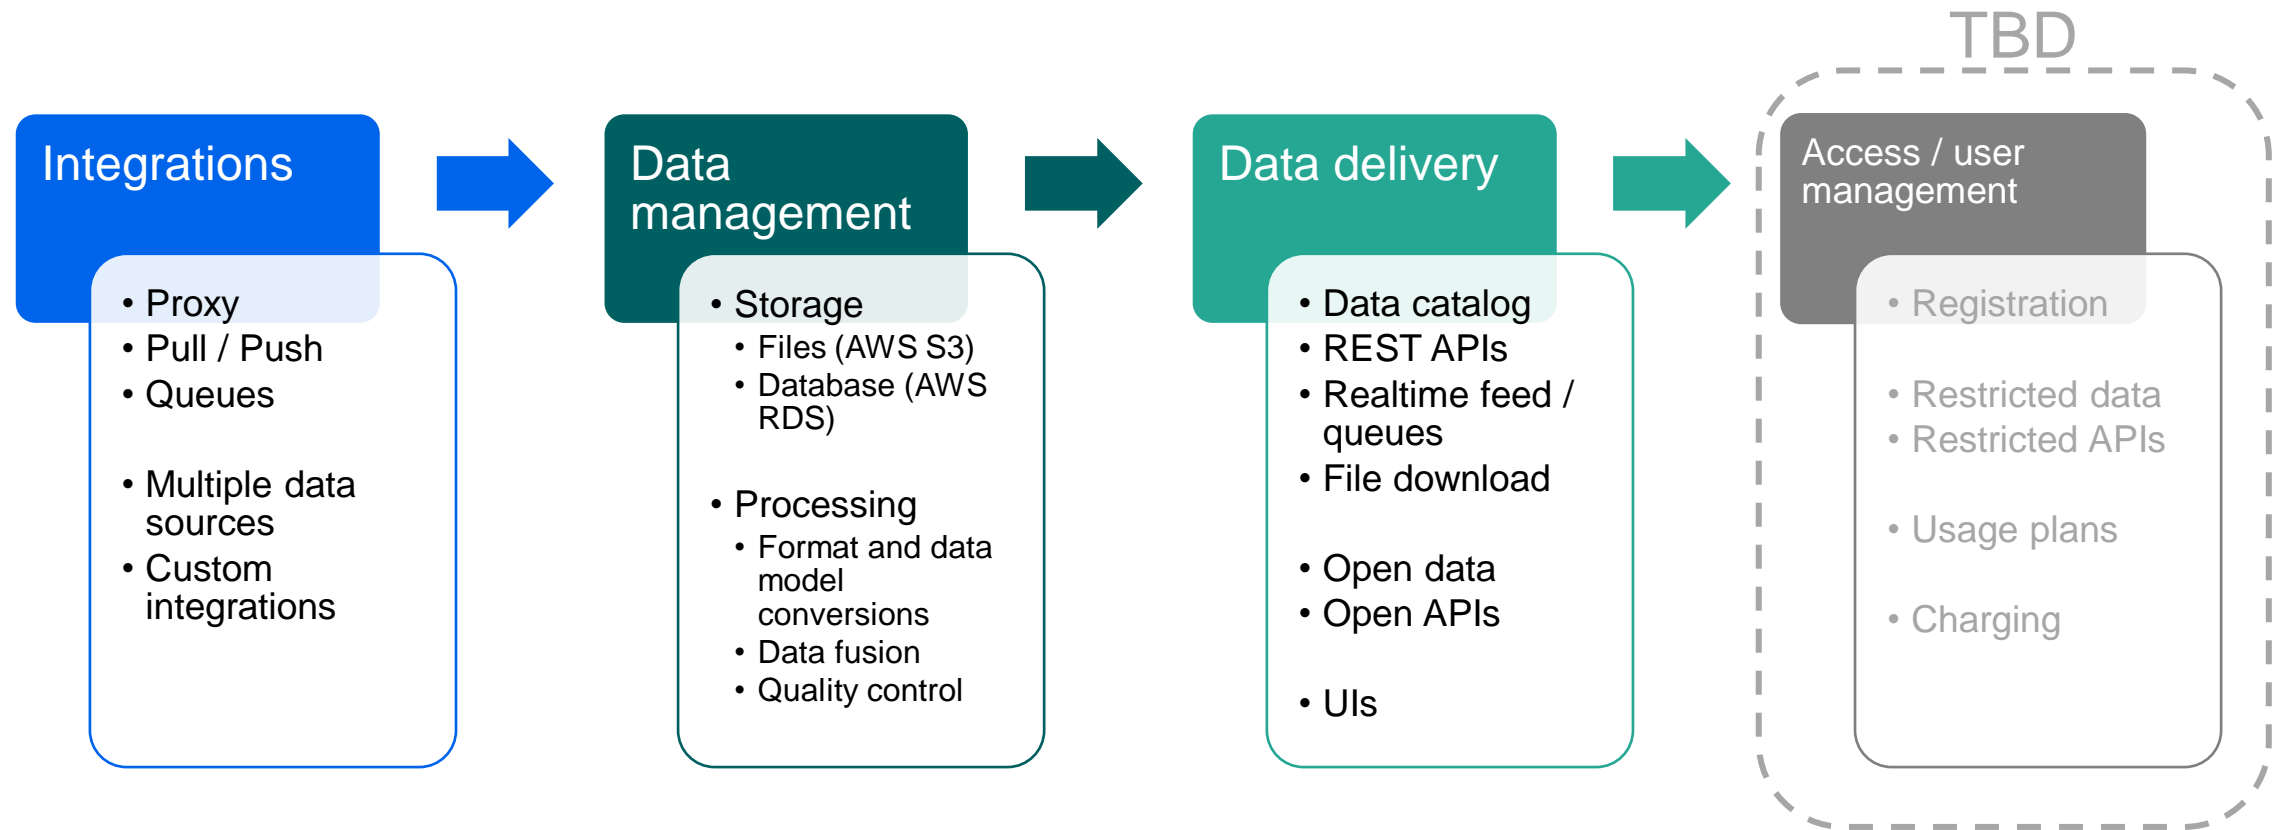 TBD
Integrations
• Proxy
• Pull / Push
• Queues
• Multiple data
sources
• Custom
integrations
Data
management
• Storage
• Files (AWS S3)
• Database (AWS
RDS)
• Processing
• Format and data
model
conversions
• Data fusion
• Quality control
Data delivery
• Data catalog
• REST APIs
• Realtime feed /
queues
• File download
• Open data
• Open APIs
• UIs
Access / user
management
• Registration
• Restricted data
• Restricted APIs
• Usage plans
• Charging